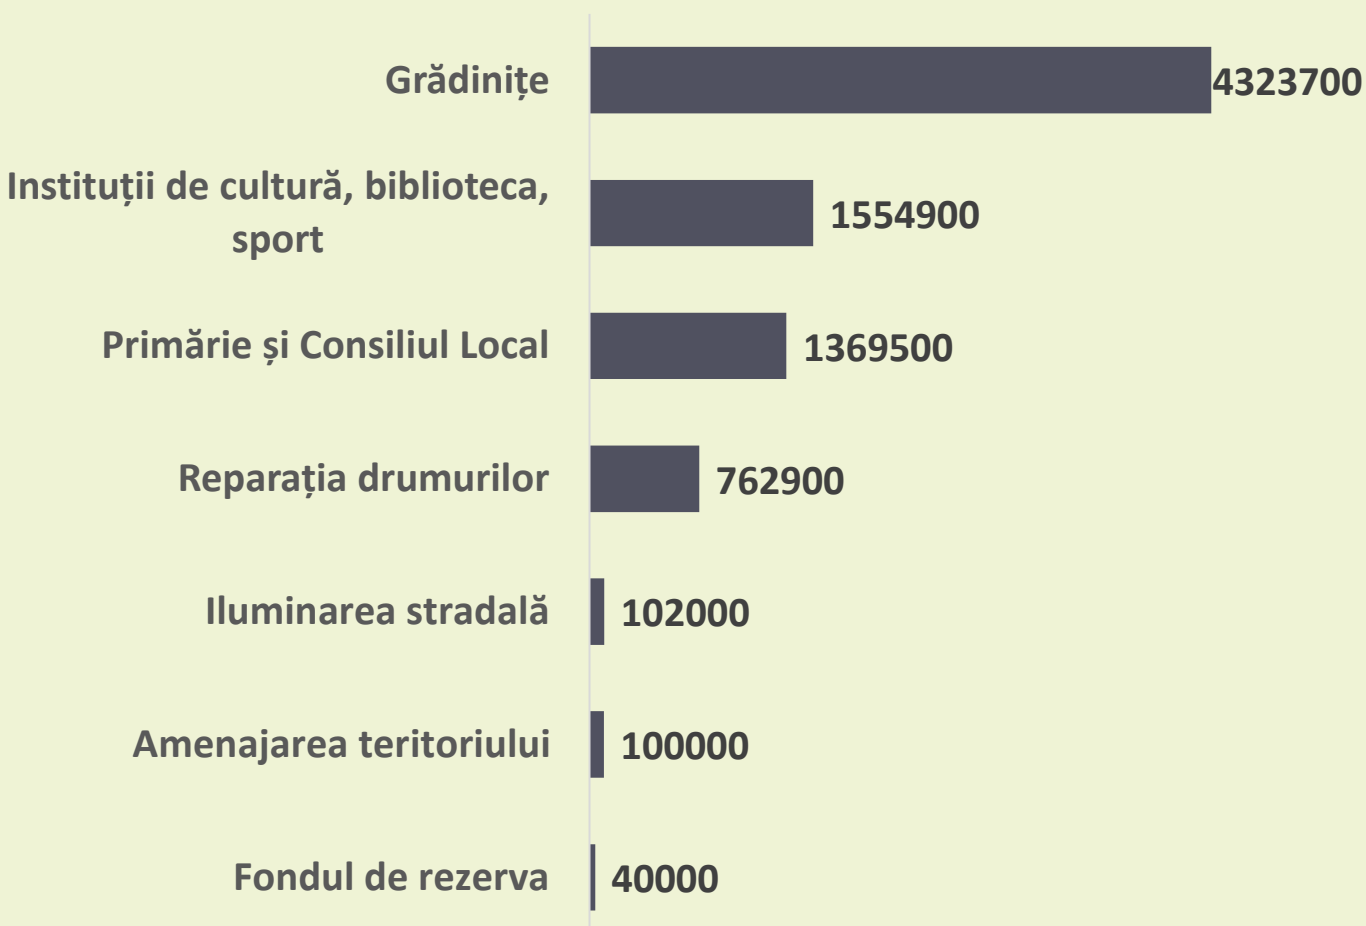 Grădinițe
4323700
Instituții de cultură, biblioteca,
sport
1554900
Primărie și Consiliul Local
1369500
Reparația drumurilor
762900
Iluminarea stradală
102000
Amenajarea teritoriului
100000
Fondul de rezerva
40000